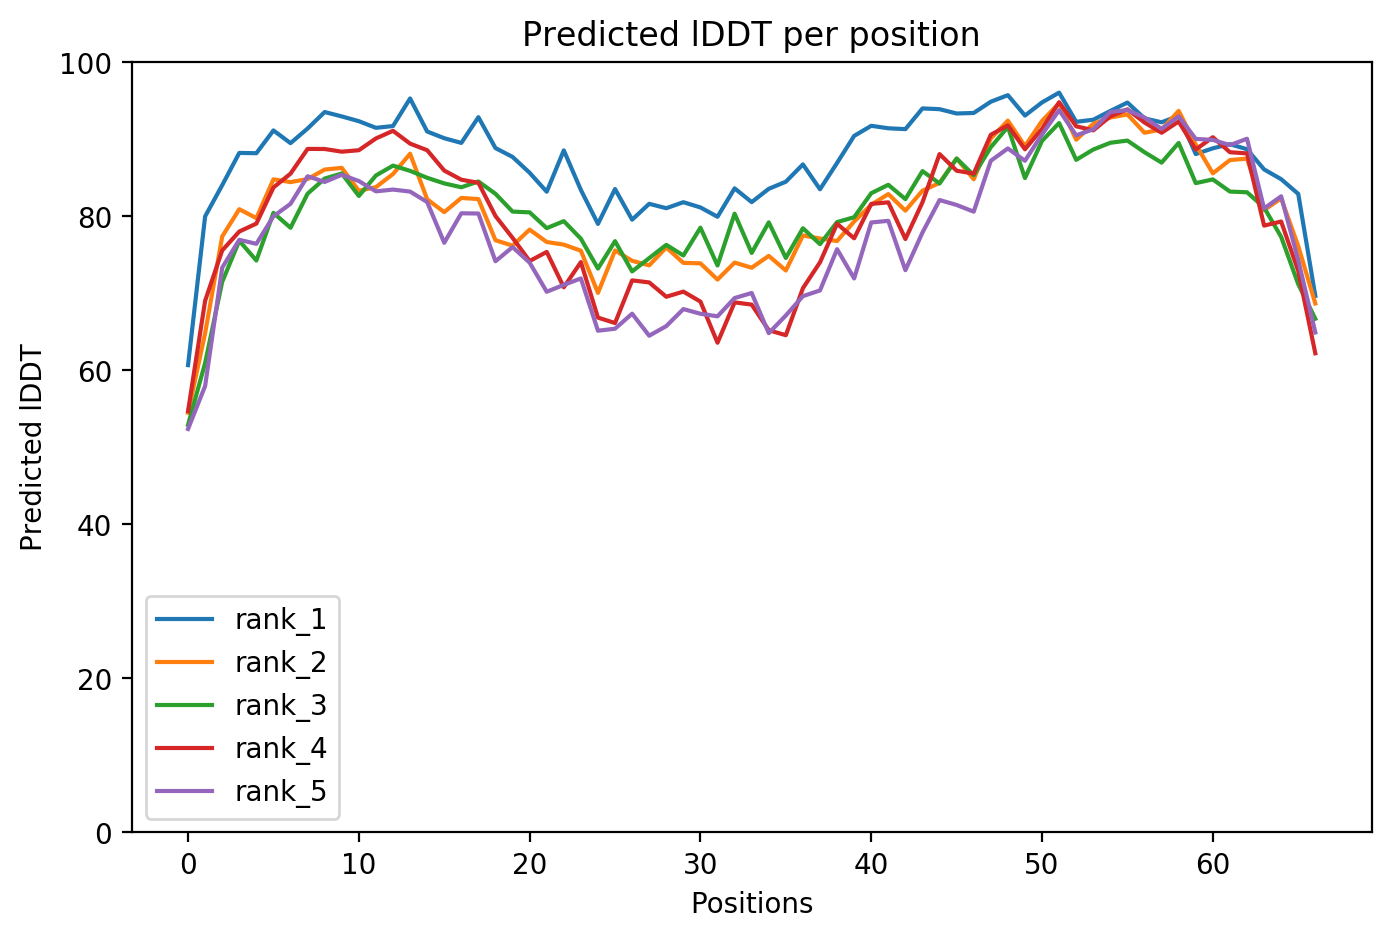 Predicted lDDT per position
100
80
60
40
20
0
Predicted lDDT
rank_1
rank_2
rank_3
rank_4
rank_5
0 10 20 30 40 50 60
Positions